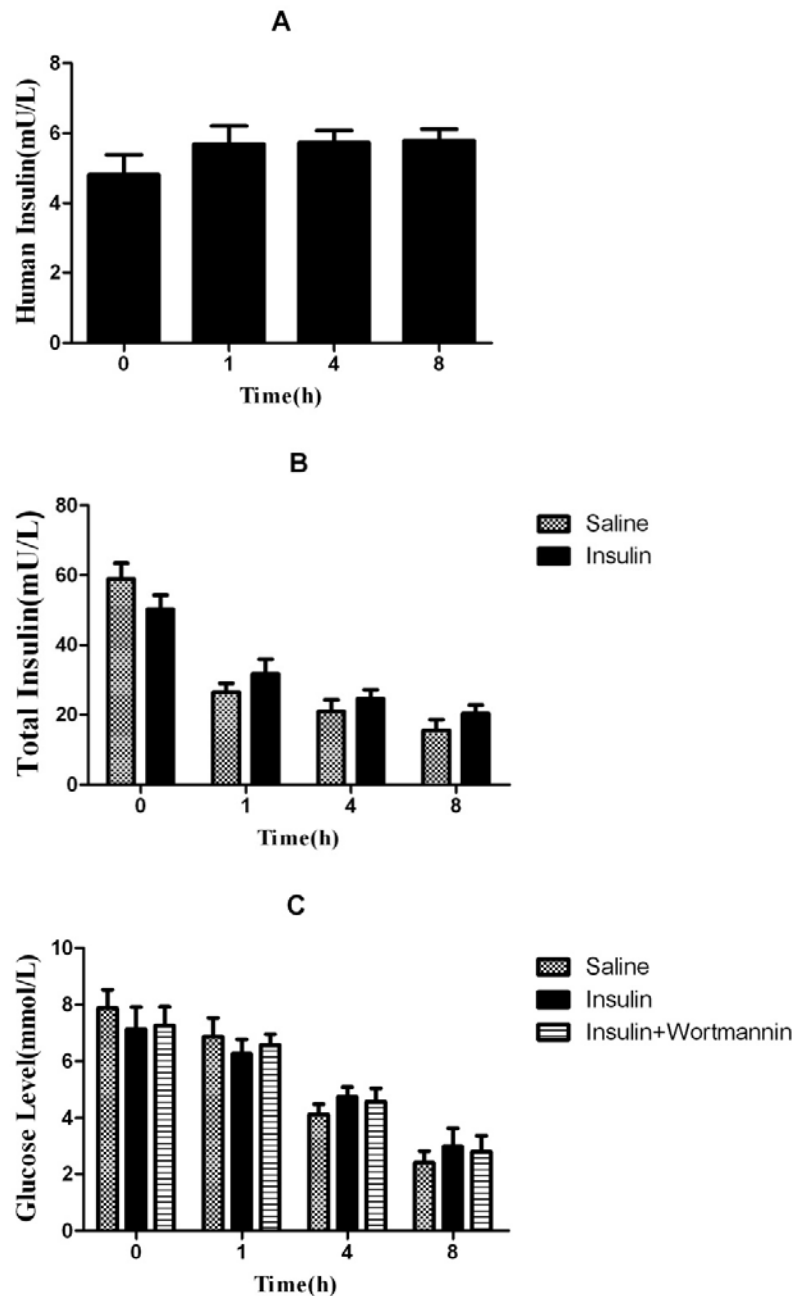 A
Human Insulin(mU/L)
8
6
4
2
0
0 1 4 8
Time(h)
B
Total Insulin(mU/L)
80
60
40
20
0
0 1 4 8
Time(h)
Saline
Insulin
C
Glucose Level(mmol/L)
10
8
6
4
2
0
0 1 4 8
Time(h)
Saline
Insulin
Insulin+Wortmannin